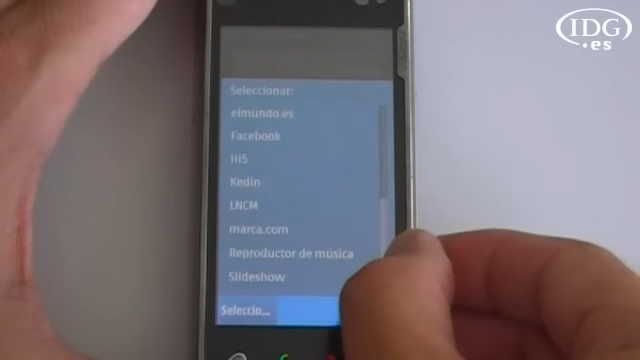 IDG
.es
Seleccionar:
elmundo.es
Facebook
Hi5
Kedin
LNCM
marca.com
Reproductor de música
Slideshow
Seleccio...